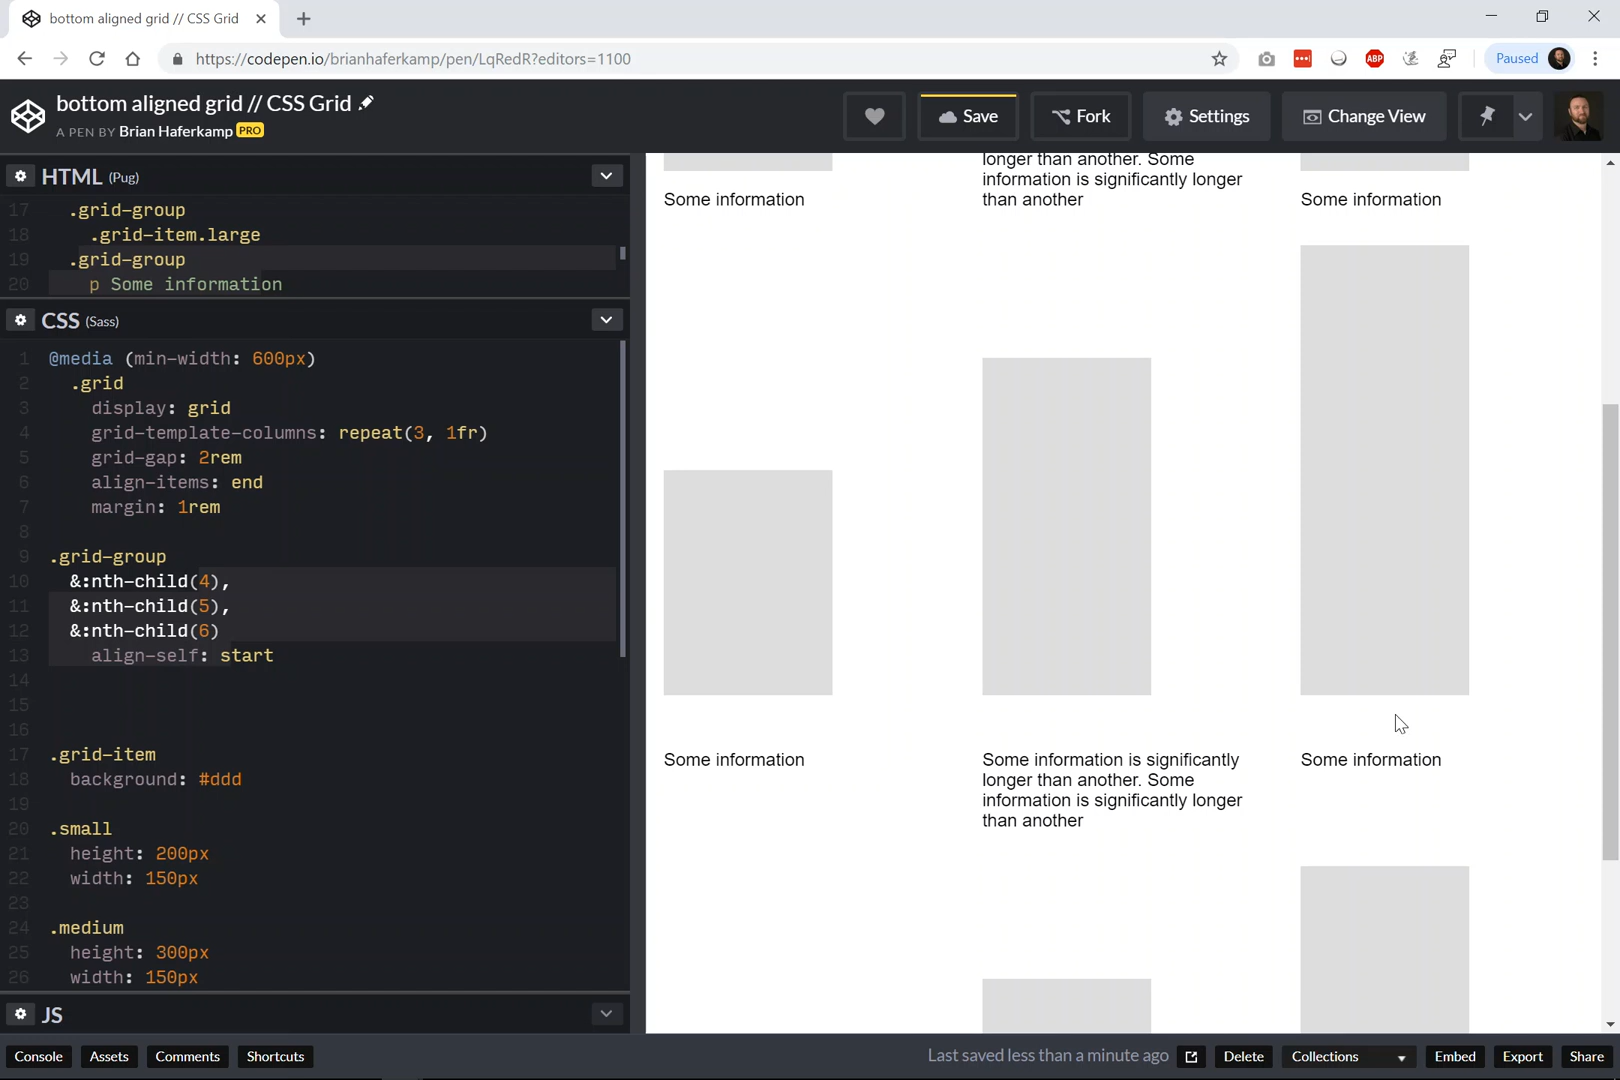 bottom aligned grid // CSS Grid
https://codepen.io/brianhaferkamp/pen/LqRedR?editors=1100
ABP
Paused
bottom aligned grid // CSS Grid
A PEN BY Brian Haferkamp PRO
Save
Fork
Settings
Change View
HTML (Pug)
17 .grid-group
18 .grid-item.large
19 .grid-group
20 p Some information
CSS (Sass)
1 @media (min-width: 600px)
2 .grid
3 display: grid
4 grid-template-columns: repeat(3, 1fr)
5 grid-gap: 2rem
6 align-items: end
7 margin: 1rem
8
9 .grid-group
10 &:nth-child(4),
11 &:nth-child(5),
12 &:nth-child(6)
13 align-self: start
14
15
16
17 .grid-item
18 background: #ddd
19
20 .small
21 height: 200px
22 width: 150px
23
24 .medium
25 height: 300px
26 width: 150px
JS
Some information
longer than another. Some
information is significantly longer
than another
Some information
Some information
Some information is significantly
longer than another. Some
information is significantly longer
than another
Some information
Console
Assets
Comments
Shortcuts
Last saved less than a minute ago
Delete
Collections
Embed
Export
Share